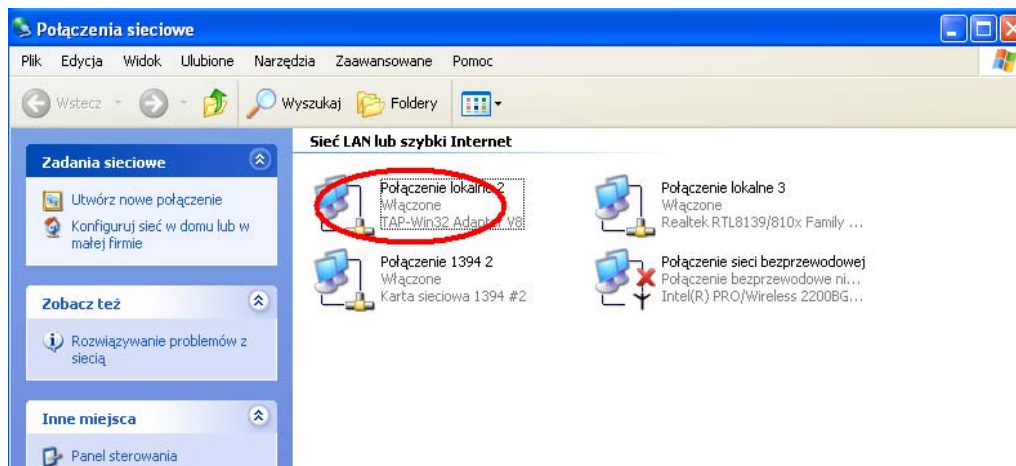 Połączenia sieciowe
Plik Edycja Widok Ulubione Narzędzia Zaawansowane Pomoc
Wstecz Wyszukaj Foldery
Zadania sieciowe
Utwórz nowe połączenie
Konfiguruj sieć w domu lub w
małej firmie
Zobacz też
Rozwiązywanie problemów z
siecią
Inne miejsca
Panel sterowania
Sieć LAN lub szybki Internet
Połączenie lokalne 2
Włączone
TAP-Win32 Adapter V8
Połączenie lokalne 3
Włączone
Realtek RTL8139/810x Family ...
Połączenie 1394 2
Włączone
Karta sieciowa 1394 #2
Połączenie sieci bezprzewodowej
Połączenie bezprzewodowe ni...
Intel(R) PRO/Wireless 2200BG...